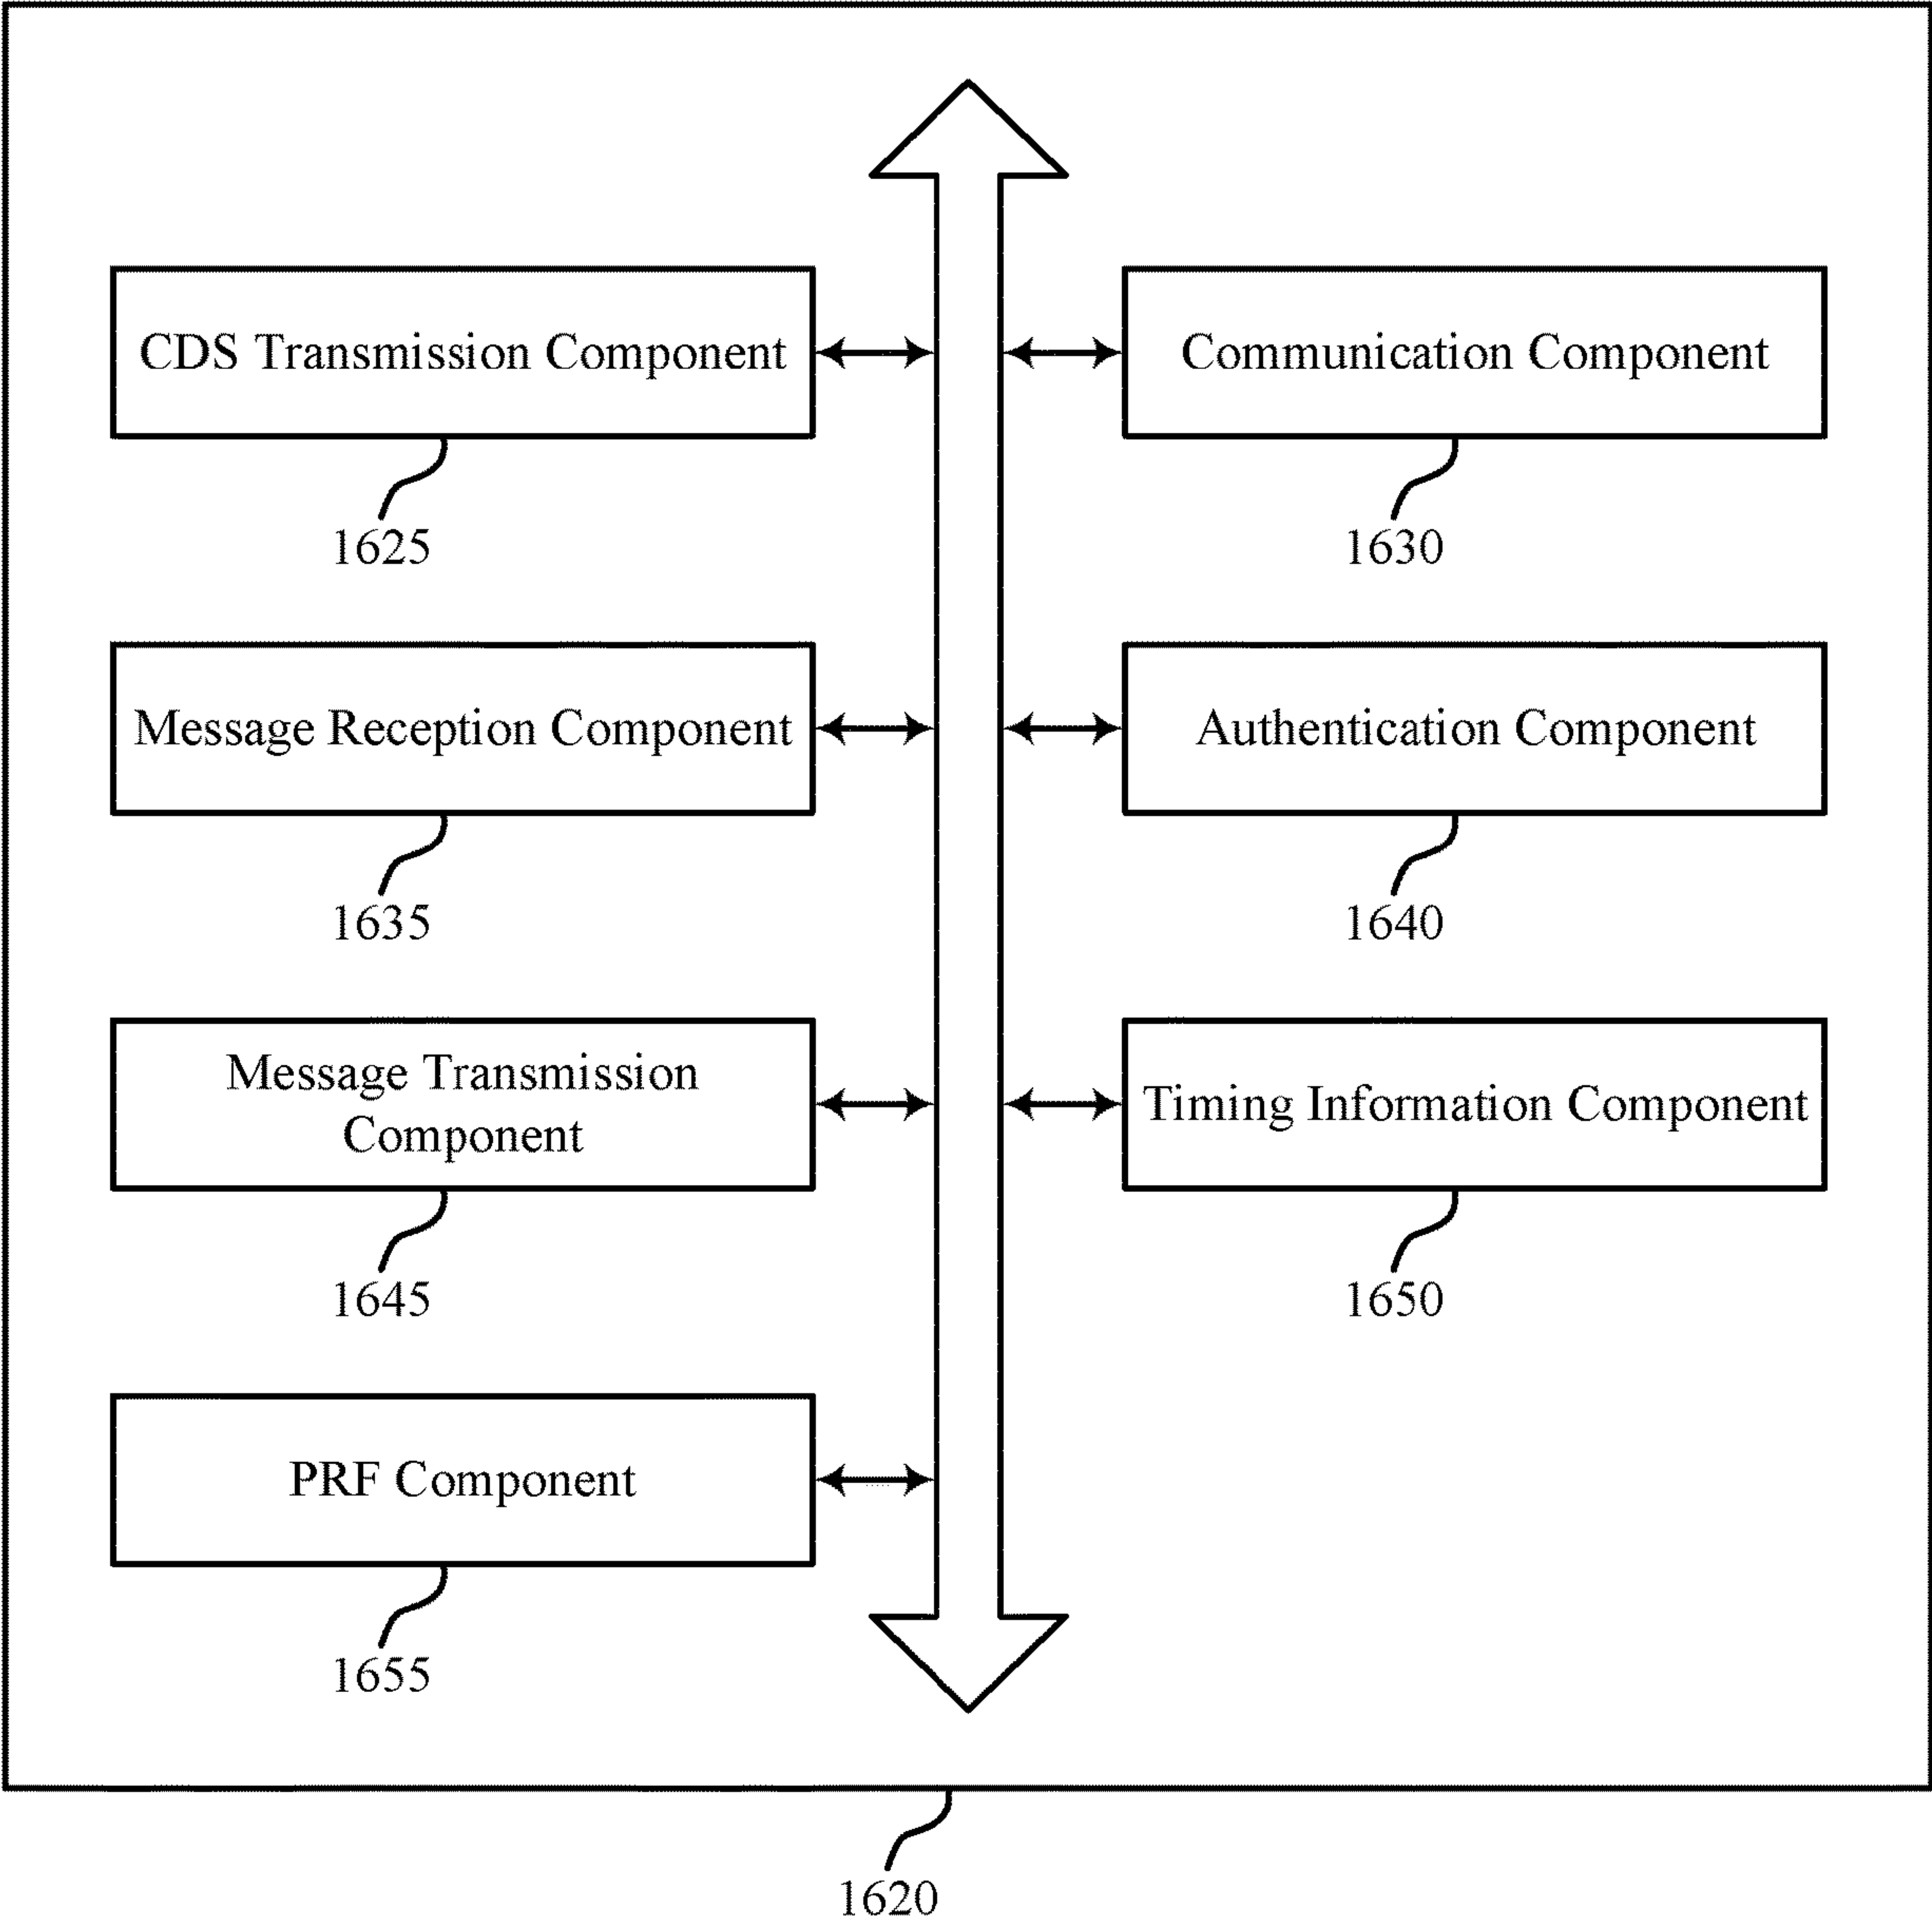 CDS Transmission Component
Communication Component
1625
1630
Message Reception Component
Authentication Component
1635
1640
Message Transmission
Component
Timing Information Component
1645
1650
PRF Component
1655
1620